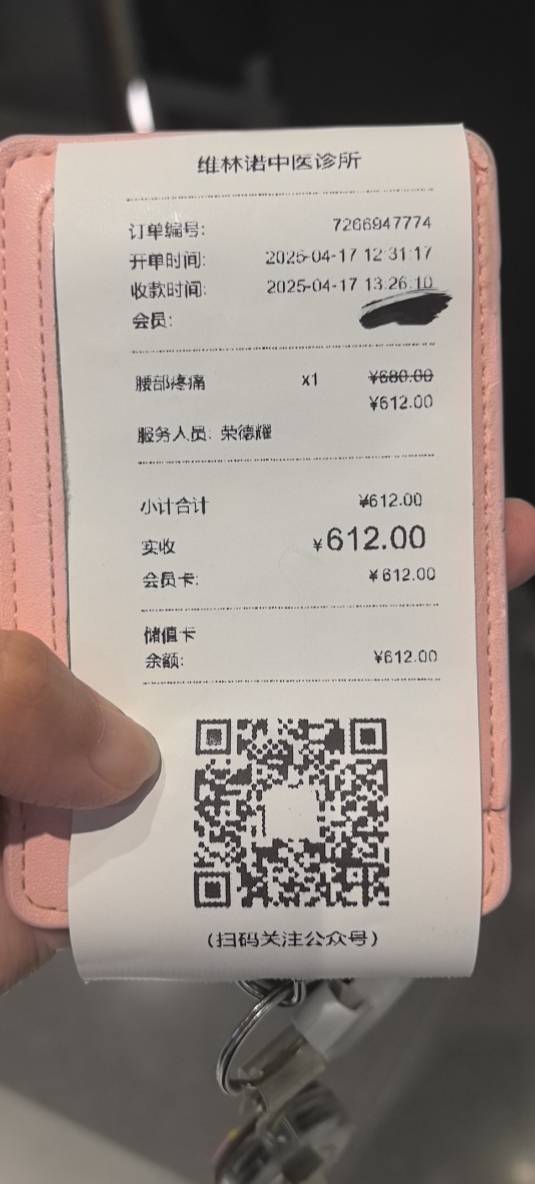 维林诺中医诊所
订单编号: 7266947774
开单时间: 2025-04-17 12:31:17
收款时间: 2025-04-17 13:26:10
会员:
腰部疼痛 x1 ¥680.00
¥612.00
服务人员: 荣德耀
小计合计 ¥612.00
实收 ¥612.00
会员卡: ¥612.00
储值卡
余额: ¥612.00
(扫码关注公众号)